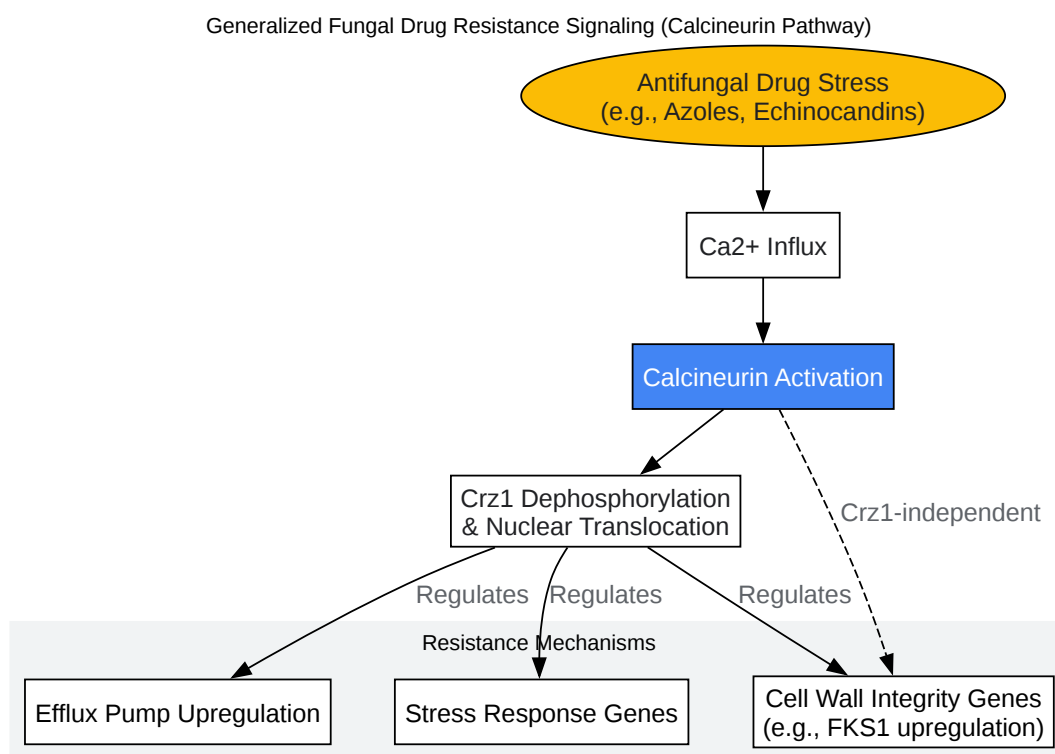 Generalized Fungal Drug Resistance Signaling (Calcineurin Pathway)
Antifungal Drug Stress
(e.g., Azoles, Echinocandins)
Ca2+ Influx
Calcineurin Activation
Crz1 Dephosphorylation
& Nuclear Translocation
Crz1-independent
Regulates
Regulates
Regulates
Resistance Mechanisms
Efflux Pump Upregulation
Stress Response Genes
Cell Wall Integrity Genes
(e.g., FKS1 upregulation)